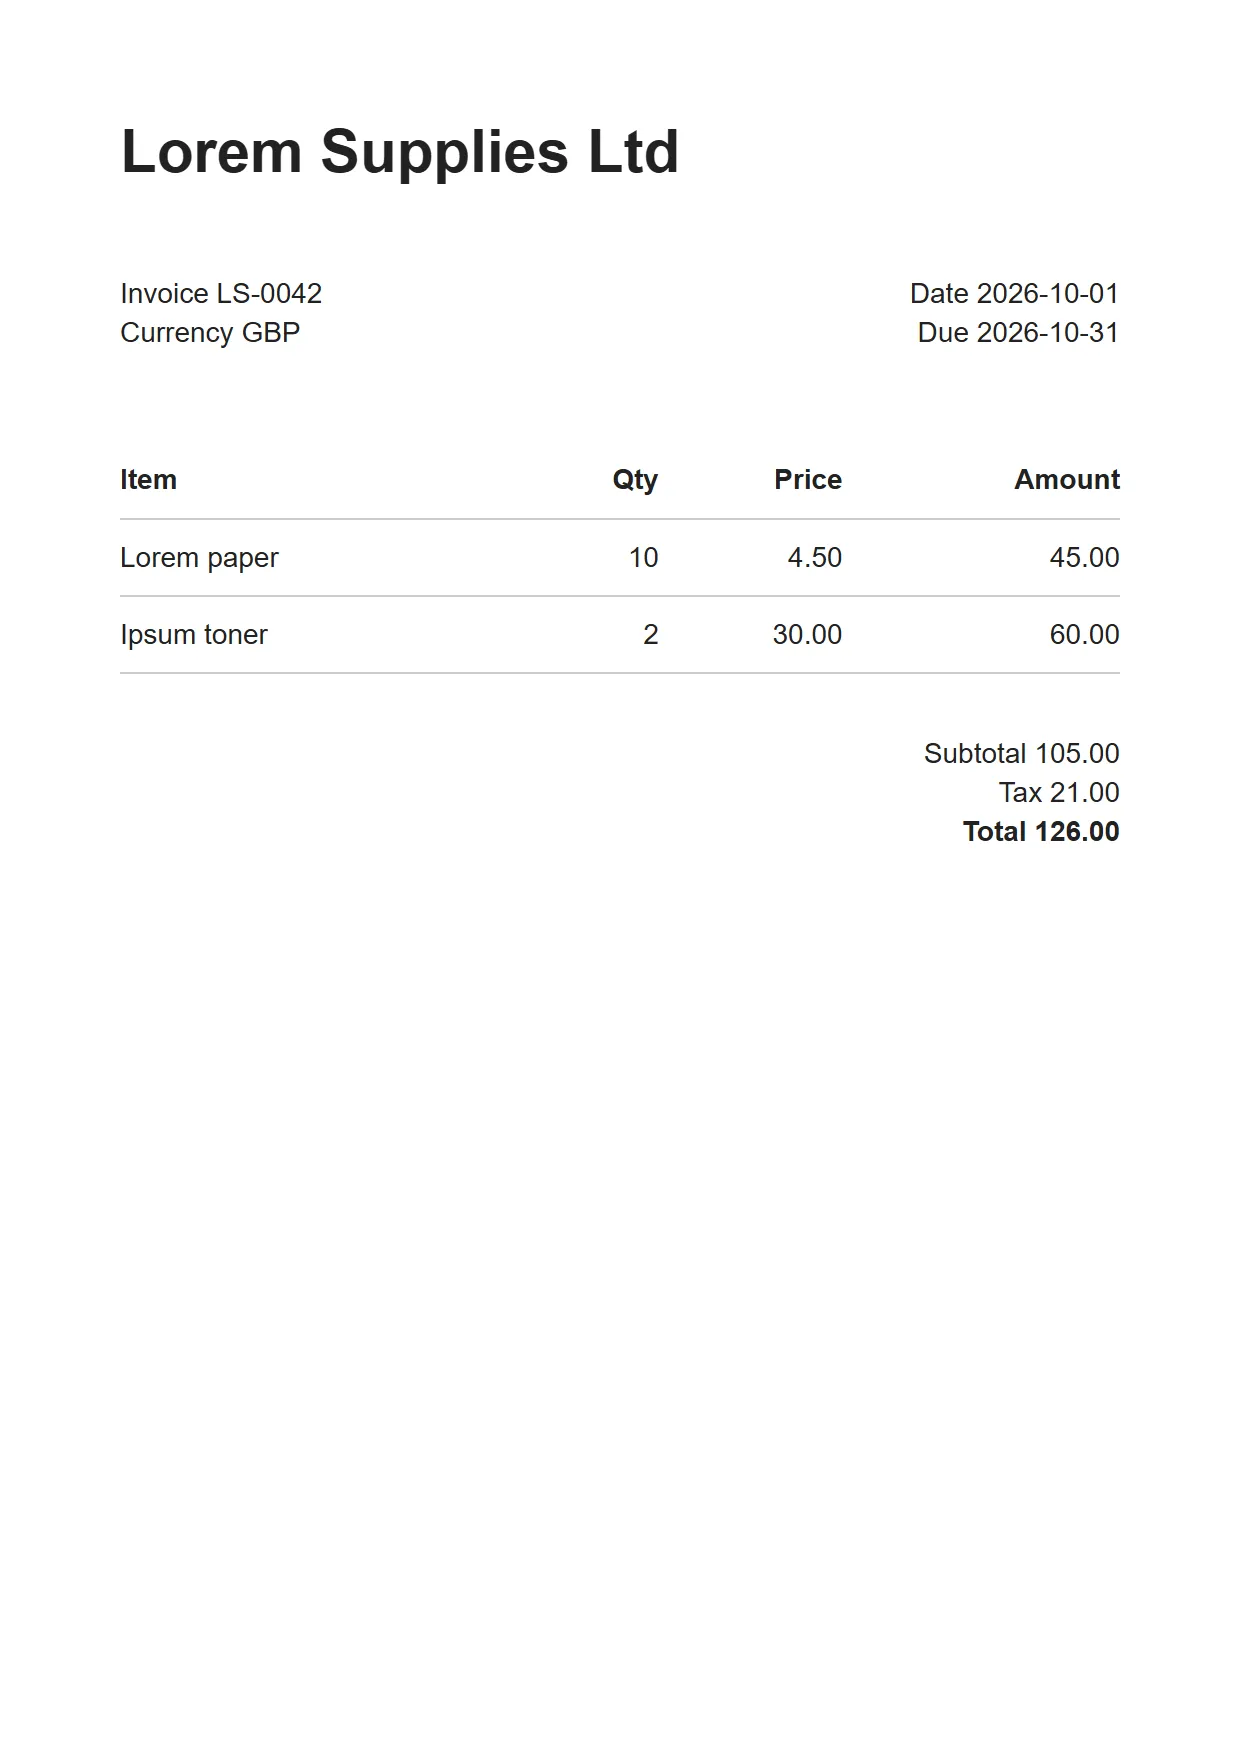 Lorem Supplies Ltd
Invoice LS-0042 Date 2026-10-01
Currency GBP Due 2026-10-31
Item Qty Price Amount
Lorem paper 10 4.50 45.00
Ipsum toner 2 30.00 60.00
Subtotal 105.00
Tax 21.00
Total 126.00